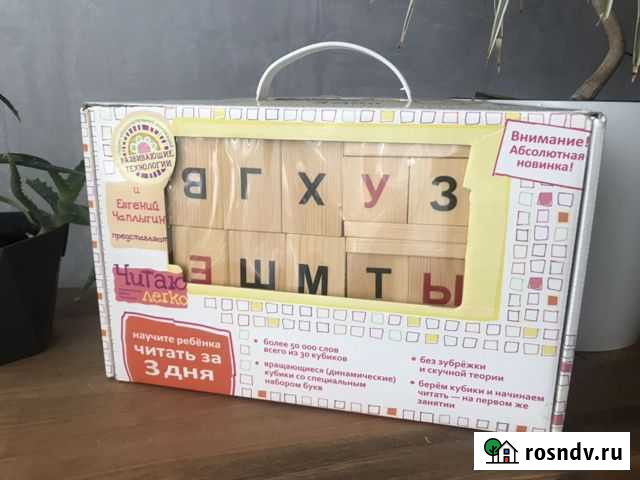 РАЗВИВАЮЩИЕ
ТЕХНОЛОГИИ
и
Евгений
Чаплыгин
представляют
Читаю
легко
Внимание!
Абсолютная
новинка!
В Г Х У З
Е Ш М Т Ы
научите ребёнка
читать за
3 дня
• более 50 000 слов
всего из 30 кубиков
• вращающиеся (динамические)
кубики со специальным
набором букв
• без зубрёжки
и скучной теории
• берём кубики и начинаем
читать — на первом же
занятии
rosndv.ru